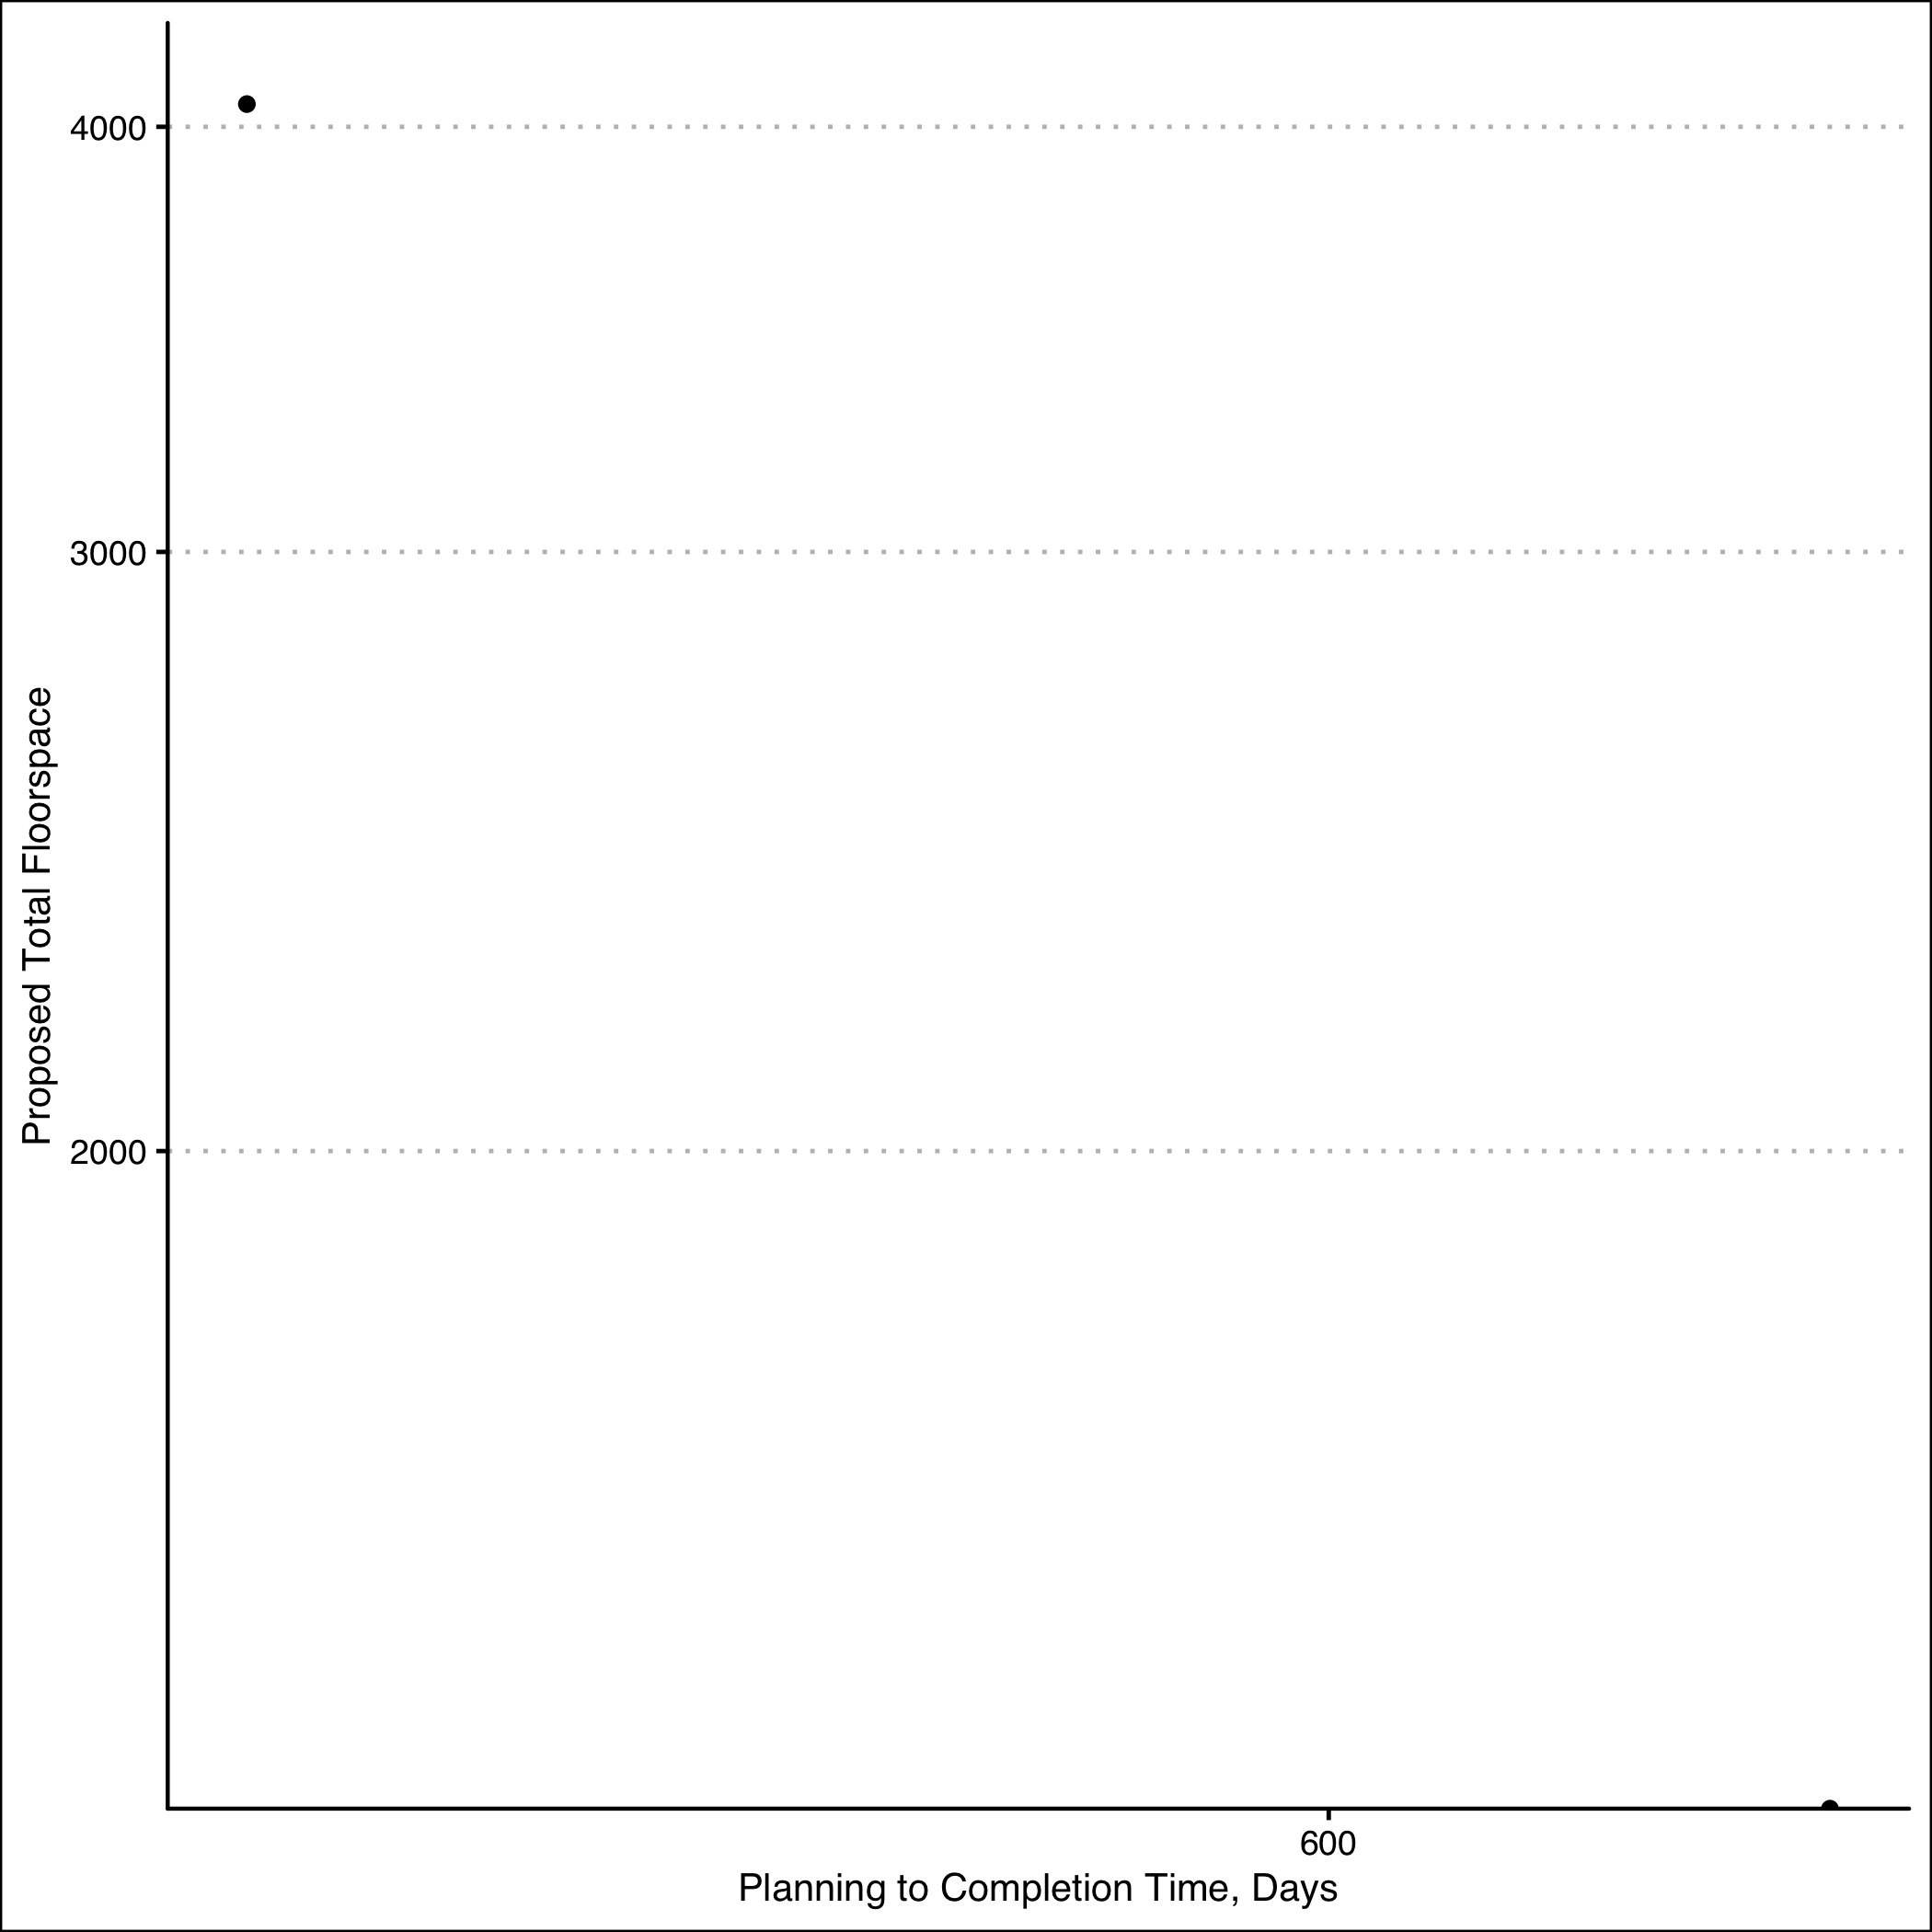 4000
3000
2000
Proposed Total Floorspace
600
Planning to Completion Time, Days